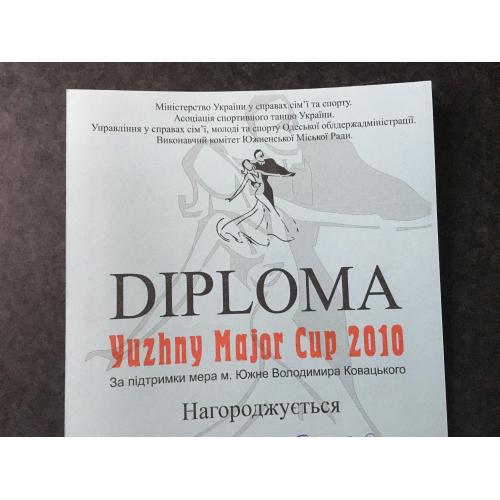 Міністерство України у справах сім'ї та спорту.
Асоціація спортивного танцю України.
Управління у справах сім'ї, молоді та спорту Одеської облдержадміністрації.
Виконавчий комітет Южненської Міської Ради.
DIPLOMA
Yuzhny Major Cup 2010
За підтримки мера м. Южне Володимира Ковацького
Нагороджується